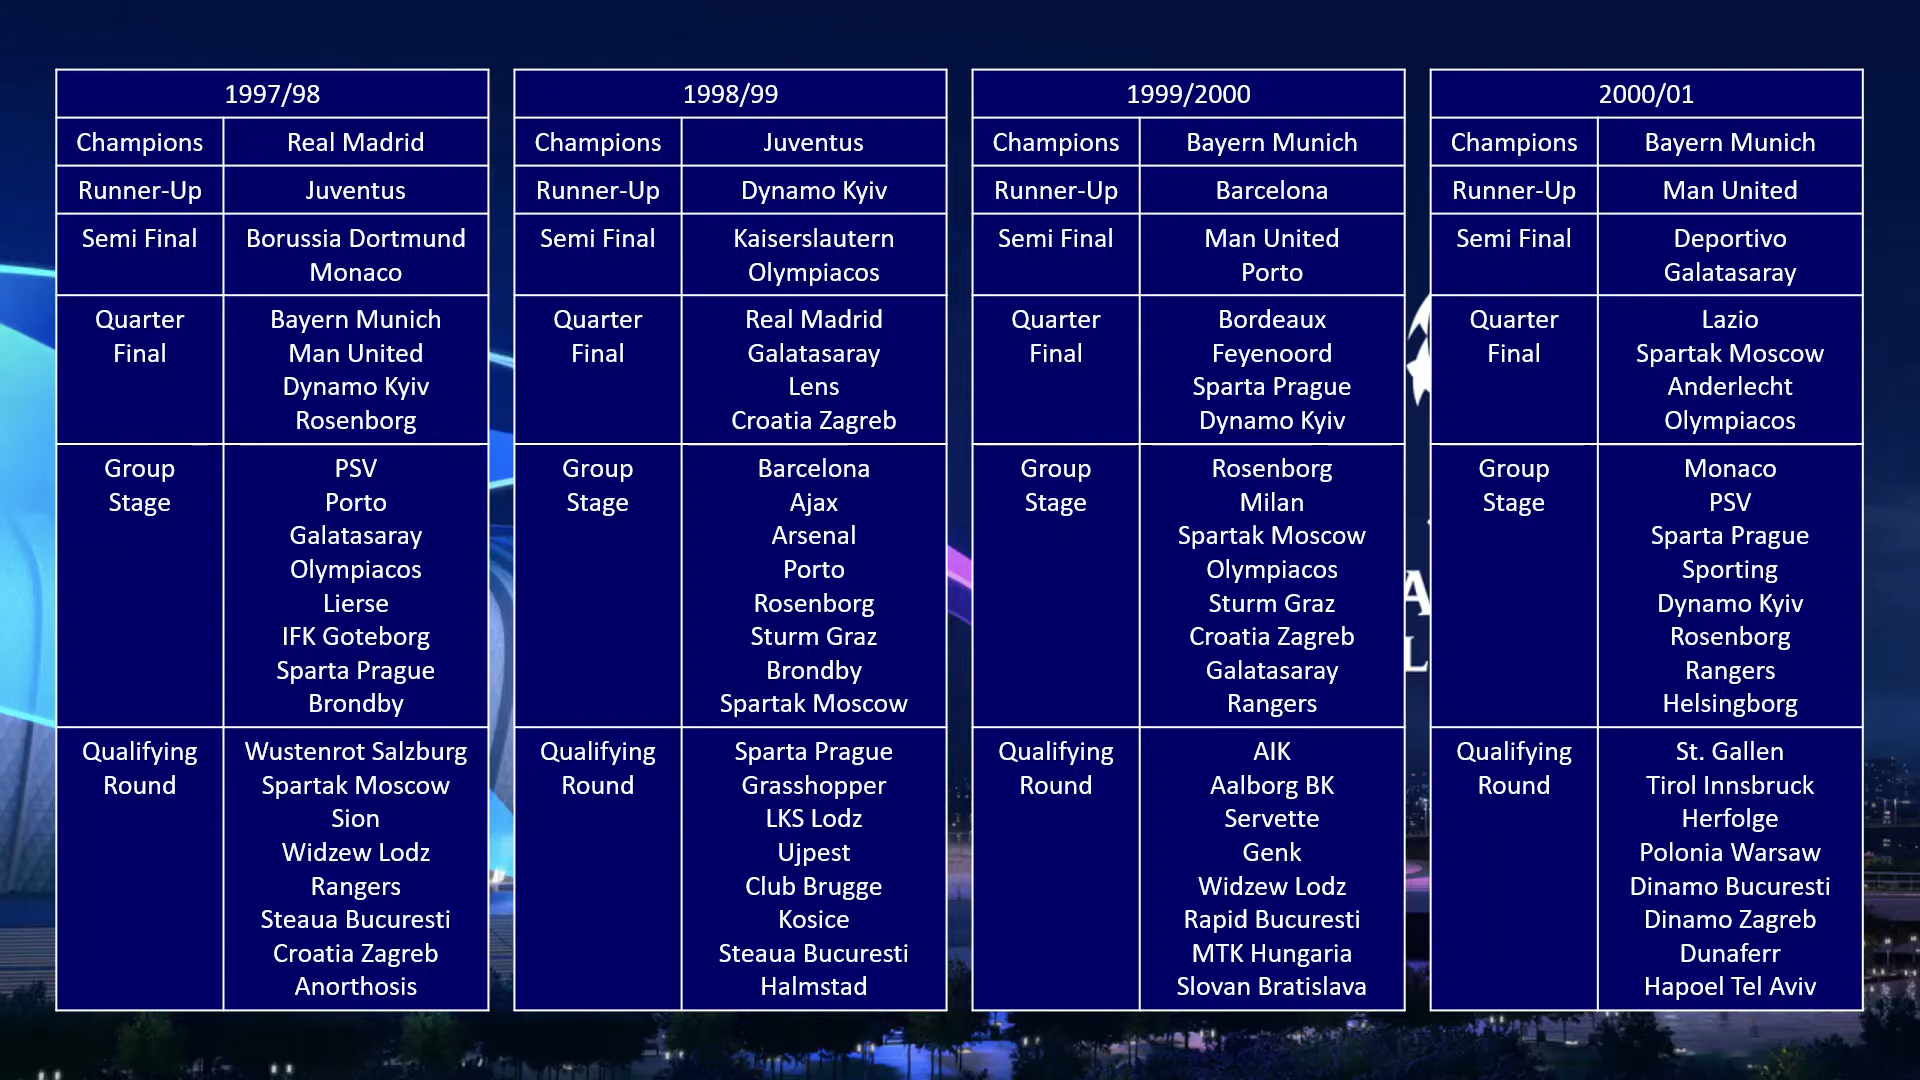 1997/98
Champions
Real Madrid
Runner-Up
Juventus
Semi Final
Borussia Dortmund
Monaco
Quarter
Final
Bayern Munich
Man United
Dynamo Kyiv
Rosenborg
Group
Stage
PSV
Porto
Galatasaray
Olympiacos
Lierse
IFK Goteborg
Sparta Prague
Brondby
Qualifying
Round
Wustenrot Salzburg
Spartak Moscow
Sion
Widzew Lodz
Rangers
Steaua Bucuresti
Croatia Zagreb
Anorthosis
1998/99
Champions
Juventus
Runner-Up
Dynamo Kyiv
Semi Final
Kaiserslautern
Olympiacos
Quarter
Final
Real Madrid
Galatasaray
Lens
Croatia Zagreb
Group
Stage
Barcelona
Ajax
Arsenal
Porto
Rosenborg
Sturm Graz
Brondby
Spartak Moscow
Qualifying
Round
Sparta Prague
Grasshopper
LKS Lodz
Ujpest
Club Brugge
Kosice
Steaua Bucuresti
Halmstad
1999/2000
Champions
Bayern Munich
Runner-Up
Barcelona
Semi Final
Man United
Porto
Quarter
Final
Bordeaux
Feyenoord
Sparta Prague
Dynamo Kyiv
Group
Stage
Rosenborg
Milan
Spartak Moscow
Olympiacos
Sturm Graz
Croatia Zagreb
Galatasaray
Rangers
Qualifying
Round
AIK
Aalborg BK
Servette
Genk
Widzew Lodz
Rapid Bucuresti
MTK Hungaria
Slovan Bratislava
2000/01
Champions
Bayern Munich
Runner-Up
Man United
Semi Final
Deportivo
Galatasaray
Quarter
Final
Lazio
Spartak Moscow
Anderlecht
Olympiacos
Group
Stage
Monaco
PSV
Sparta Prague
Sporting
Dynamo Kyiv
Rosenborg
Rangers
Helsingborg
Qualifying
Round
St. Gallen
Tirol Innsbruck
Herfolge
Polonia Warsaw
Dinamo Bucuresti
Dinamo Zagreb
Dunaferr
Hapoel Tel Aviv